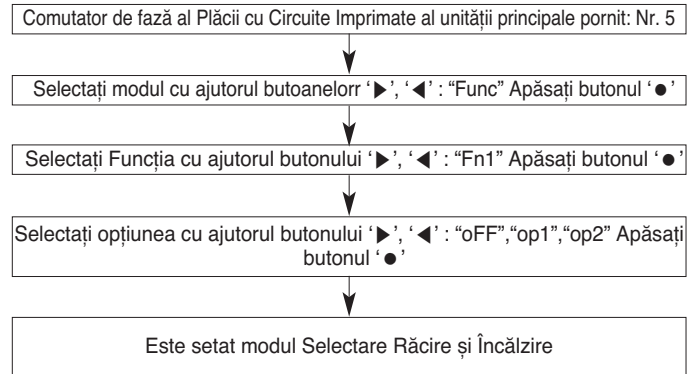 Comutator de fază al Plăcii cu Circuite Imprimate al unității principale pornit: Nr. 5
Selectați modul cu ajutorul butoanelorr ‘▶’, ‘◀’ : “Func” Apăsați butonul ‘●’
Selectați Funcția cu ajutorul butonului ‘▶’, ‘◀’ : “Fn1” Apăsați butonul ‘●’
Selectați opțiunea cu ajutorul butonului ‘▶’, ‘◀’ : “oFF”,“op1”,“op2” Apăsați
butonul ‘●’
Este setat modul Selectare Răcire și Încălzire